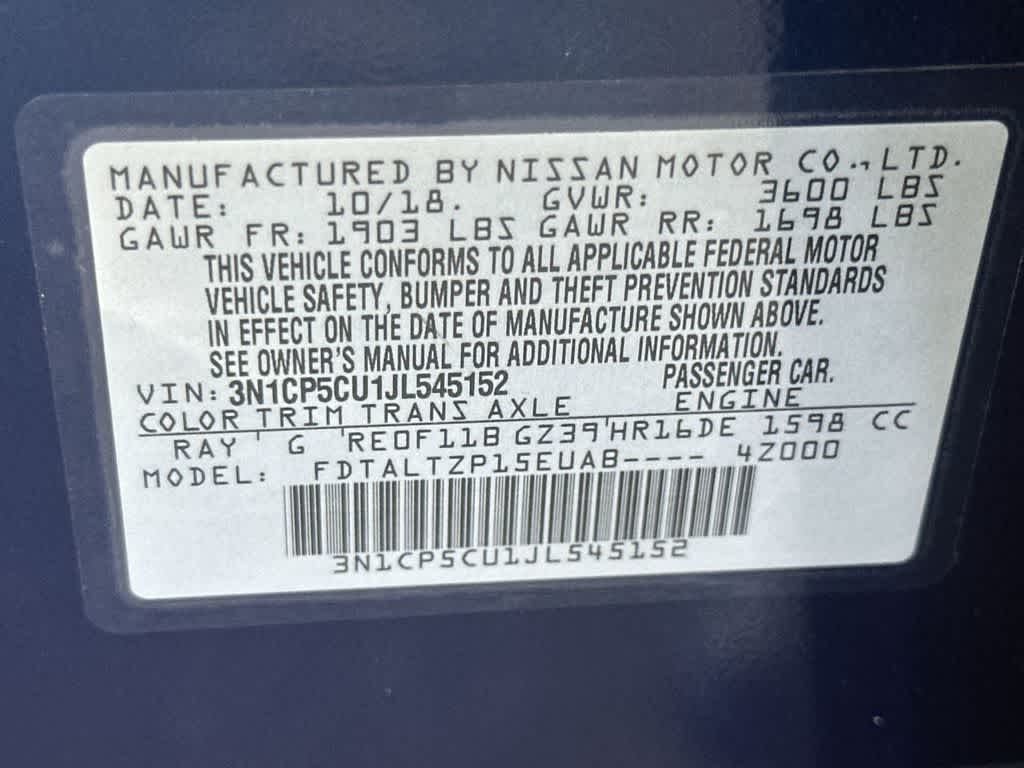 MANUFACTURED BY NISSAN MOTOR CO., LTD.
DATE: 10/18. GVWR: 3600 LBS
GAWR FR: 1903 LBS GAWR RR: 1698 LBS
THIS VEHICLE CONFORMS TO ALL APPLICABLE FEDERAL MOTOR
VEHICLE SAFETY, BUMPER AND THEFT PREVENTION STANDARDS
IN EFFECT ON THE DATE OF MANUFACTURE SHOWN ABOVE.
SEE OWNER'S MANUAL FOR ADDITIONAL INFORMATION.
VIN: 3N1CP5CU1JL545152 PASSENGER CAR.
COLOR TRIM TRANS AXLE ENGINE
RAY G RE0F11B GZ39 HR16DE 1598 CC
MODEL: FDTALTZP15EUAB---- 4Z000
3N1CP5CU1JL545152